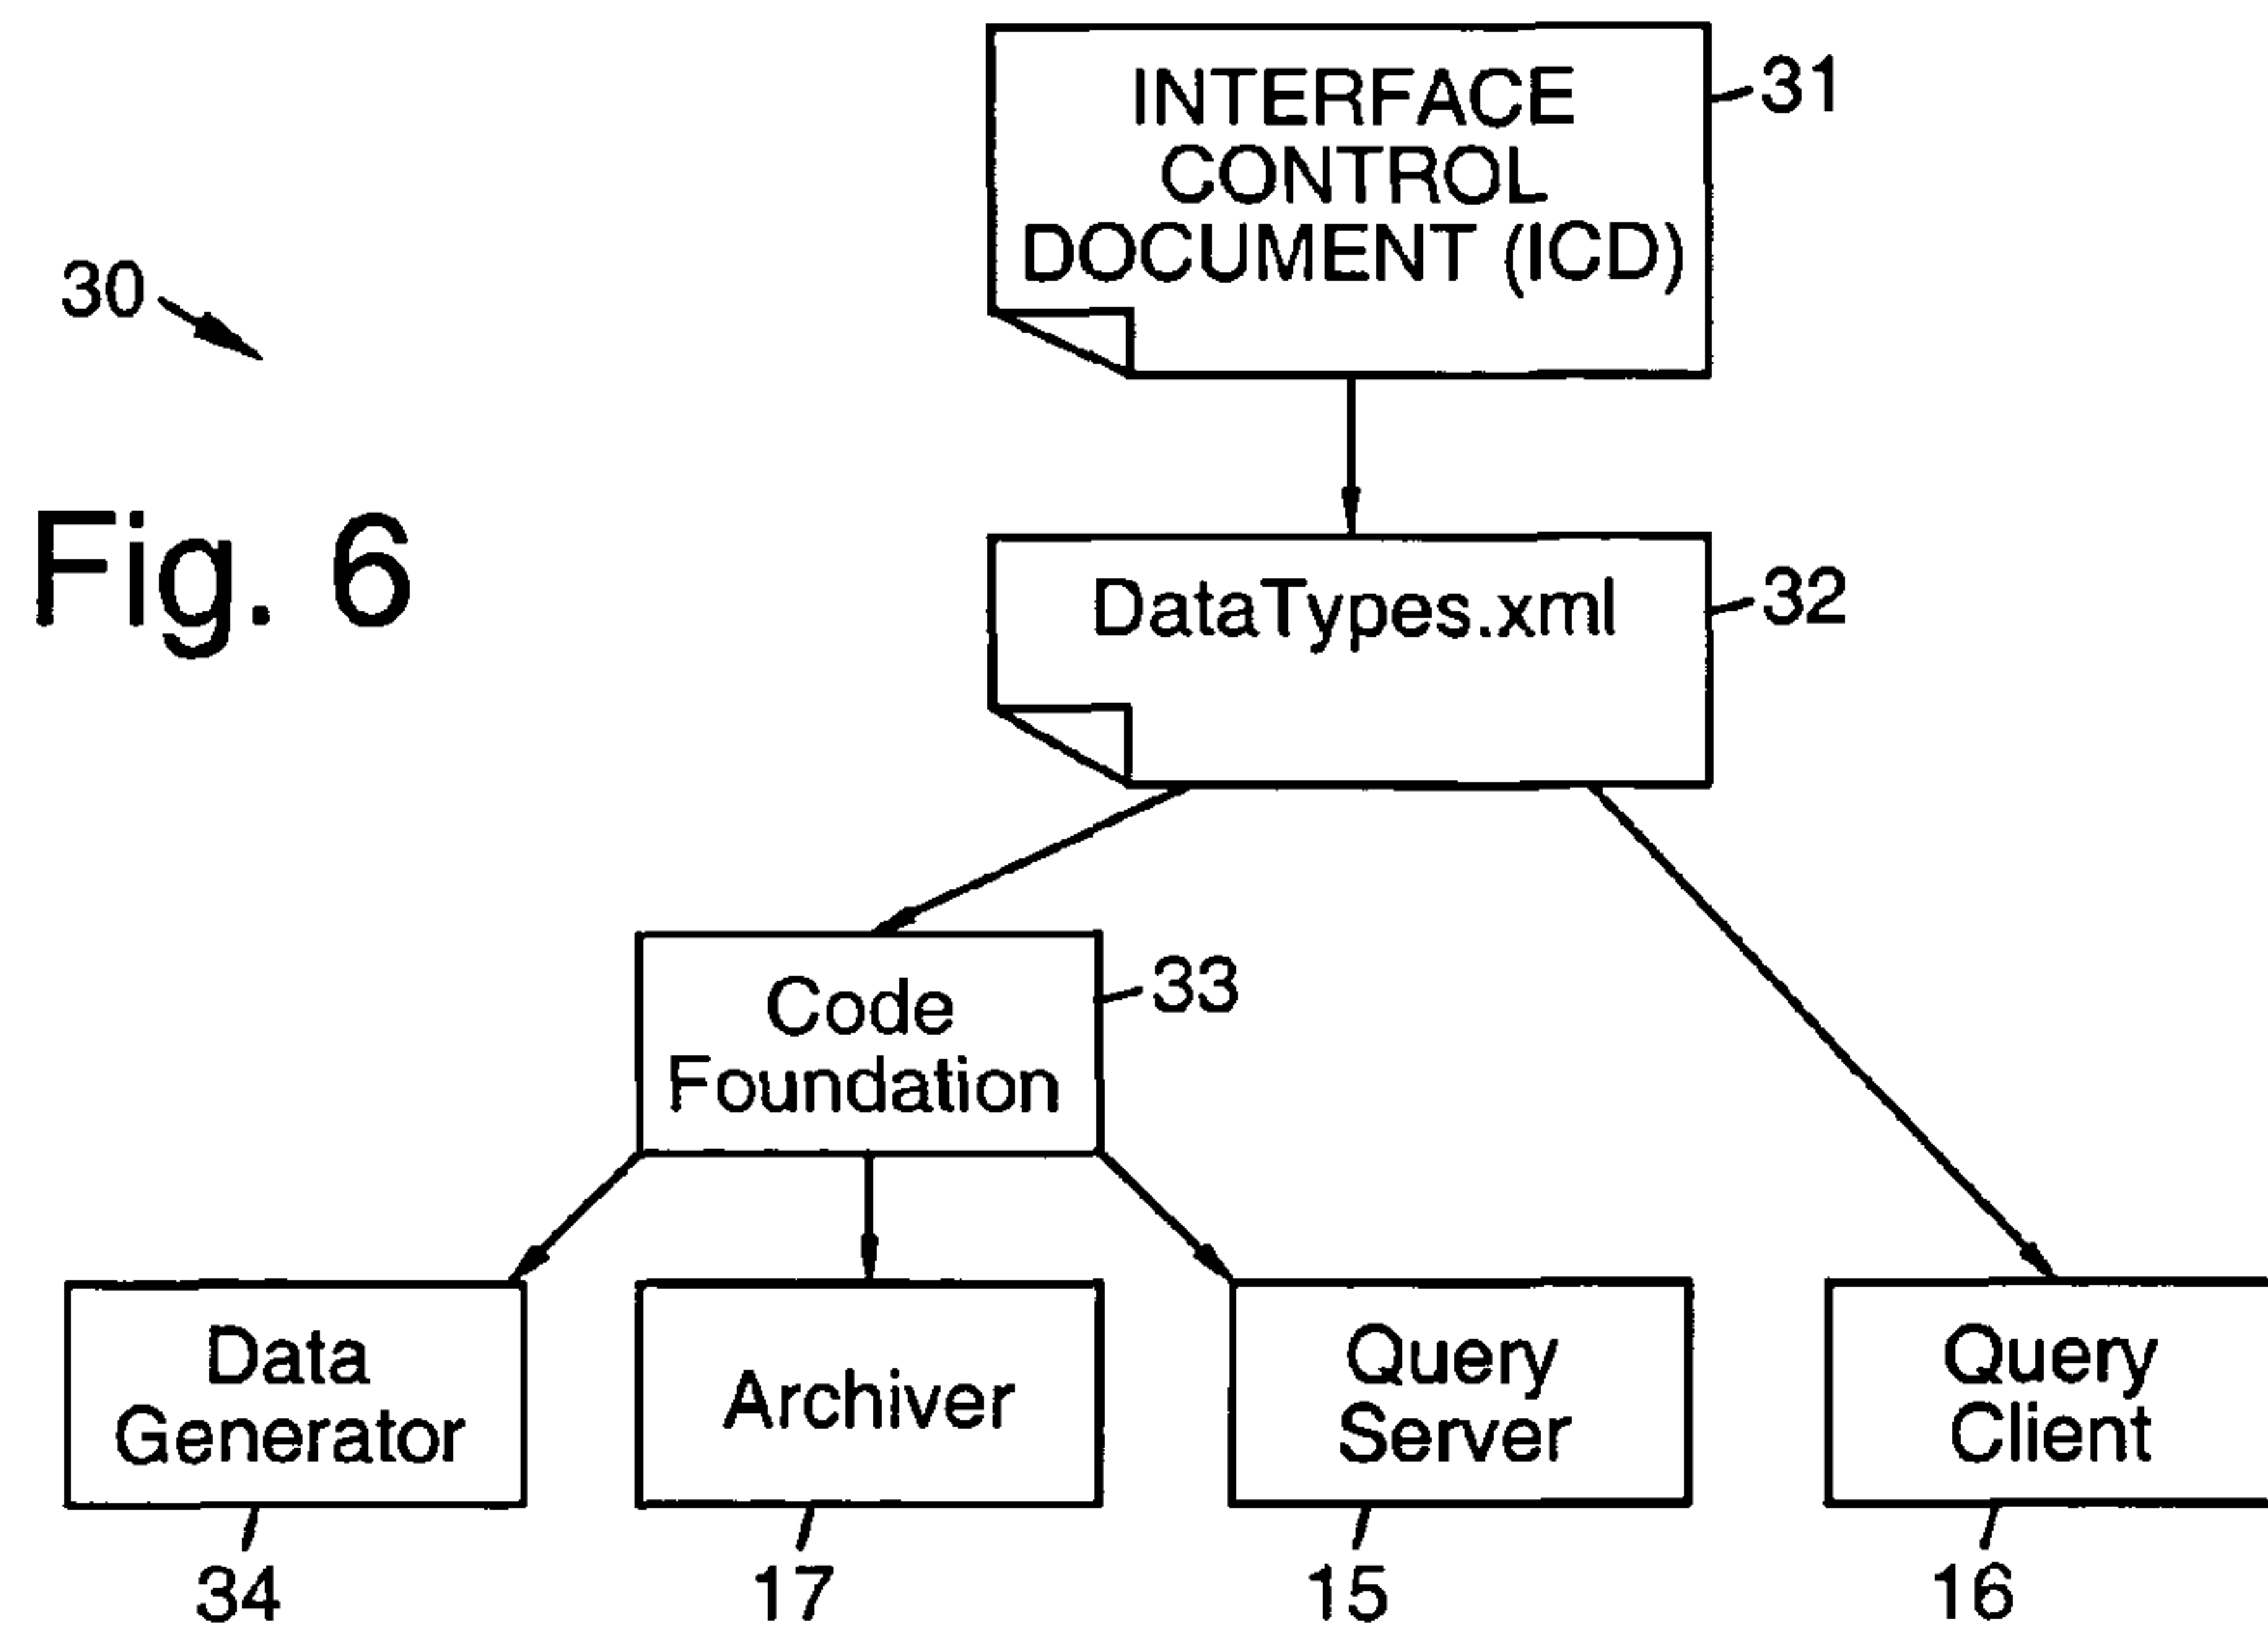 INTERFACE
CONTROL
DOCUMENT (ICD)
31
30
Fig. 6
DataTypes.xml
32
Code
Foundation
33
Data
Generator
Archiver
Query
Server
Query
Client
34
17
15
16